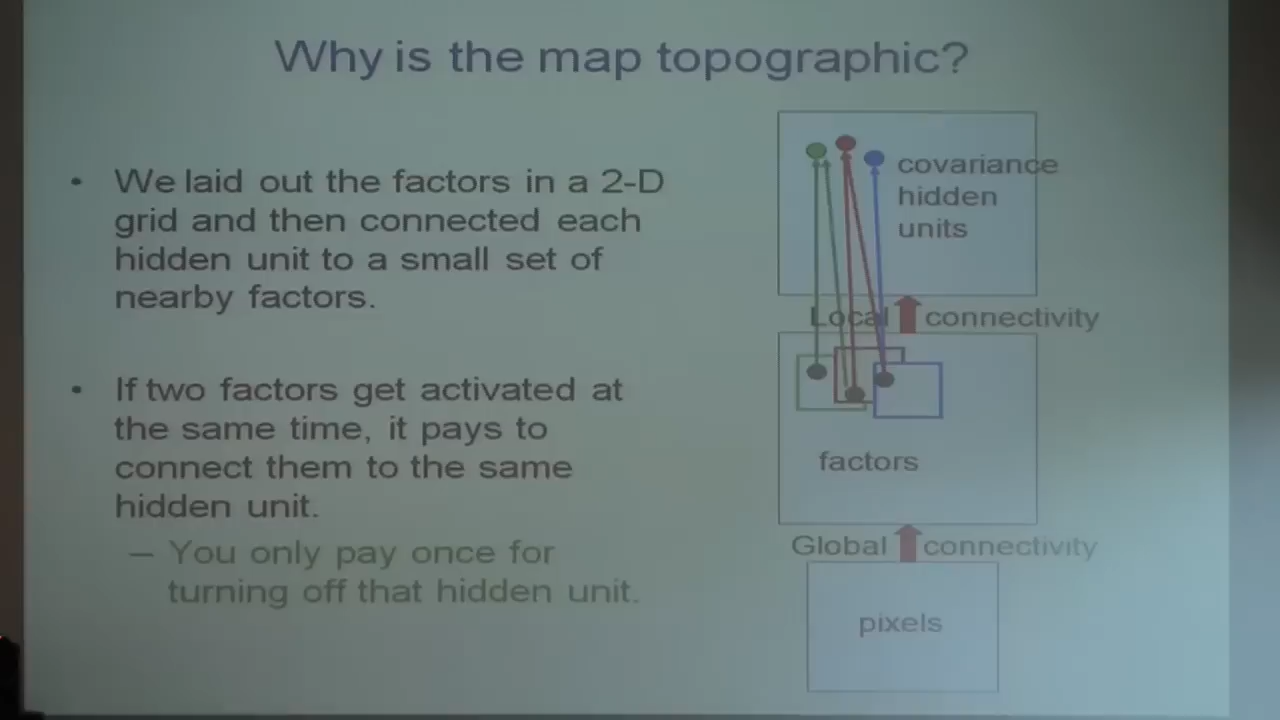 Why is the map topographic?
• We laid out the factors in a 2-D
grid and then connected each
hidden unit to a small set of
nearby factors.
• If two factors get activated at
the same time, it pays to
connect them to the same
hidden unit.
– You only pay once for
turning off that hidden unit.
covariance
hidden
units
Local connectivity
factors
Global connectivity
pixels